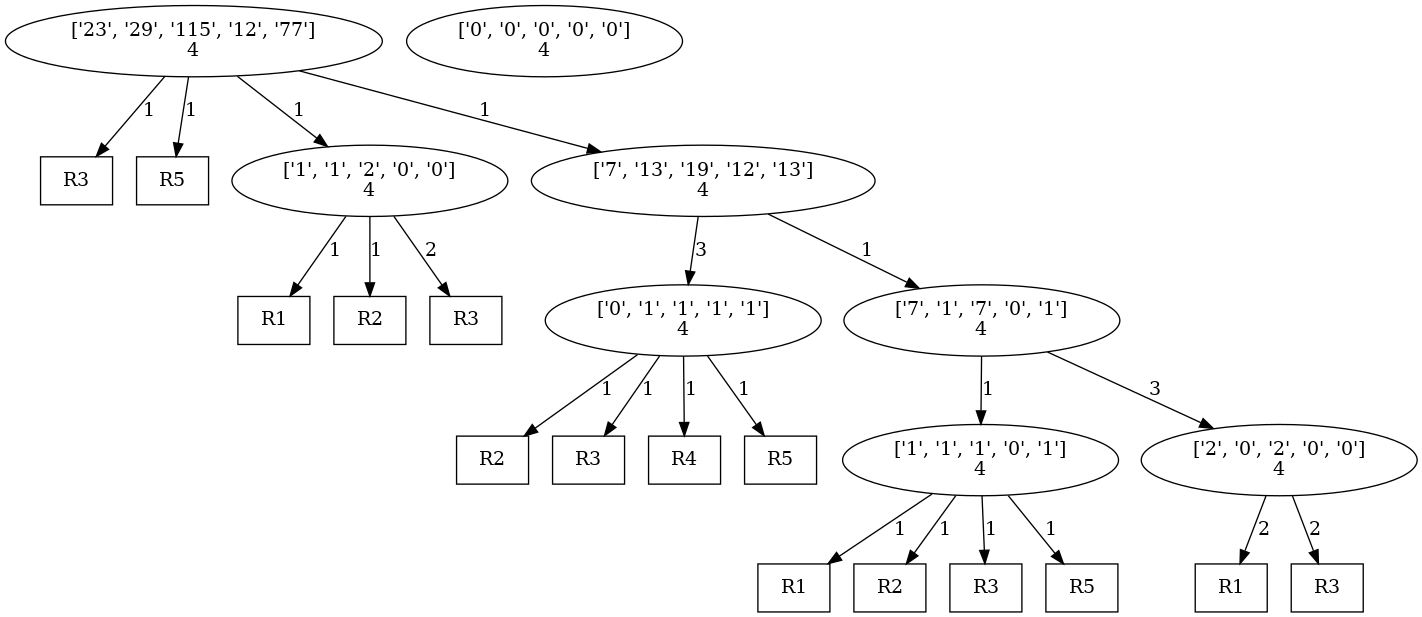 ['23', '29', '115', '12', '77']
4
['0', '0', '0', '0', '0']
4
1
1
1
1
R3
R5
['1', '1', '2', '0', '0']
4
['7', '13', '19', '12', '13']
4
1
1
2
3
1
R1
R2
R3
['0', '1', '1', '1', '1']
4
['7', '1', '7', '0', '1']
4
1
1
1
1
1
3
R2
R3
R4
R5
['1', '1', '1', '0', '1']
4
['2', '0', '2', '0', '0']
4
1
1
1
1
2
2
R1
R2
R3
R5
R1
R3